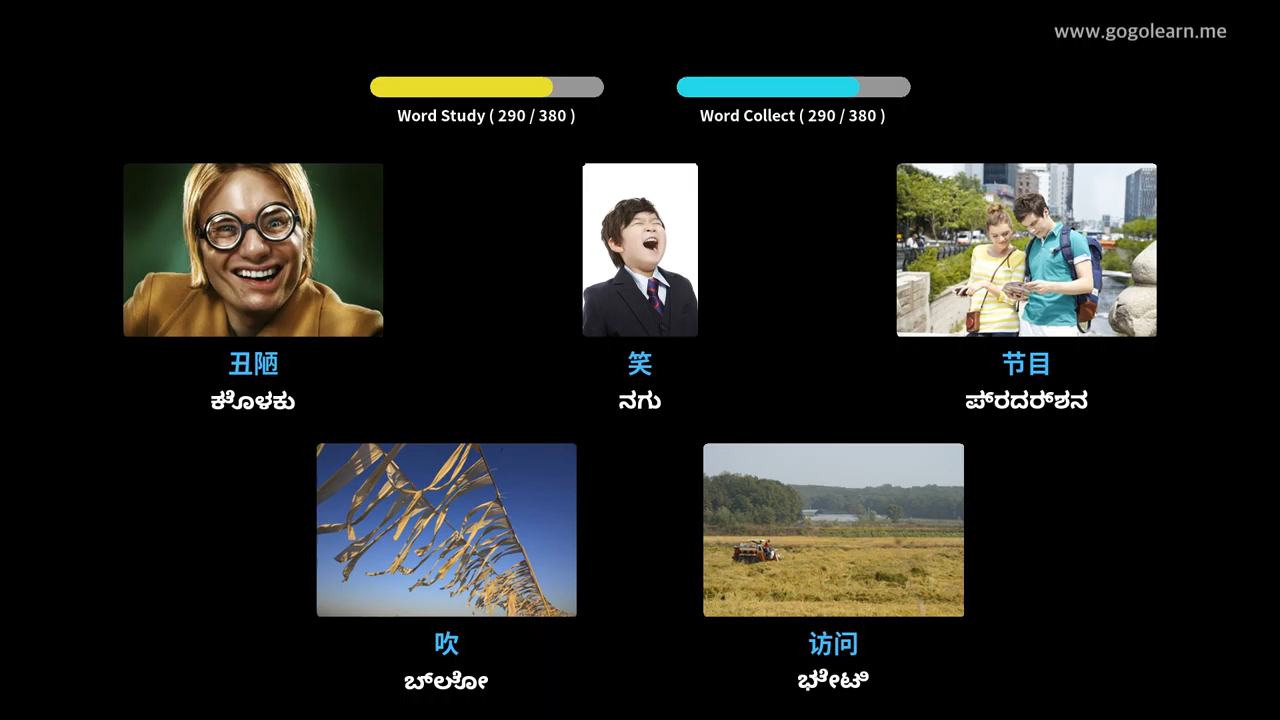 www.gogolearn.me
Word Study ( 290 / 380 )
Word Collect ( 290 / 380 )
丑陋
笑
节目
ಕೊಳಕು
ನಗು
ಪ್ರದರ್ಶನ
吹
访问
ಬ್ಲೋ
ಭೇಟಿ